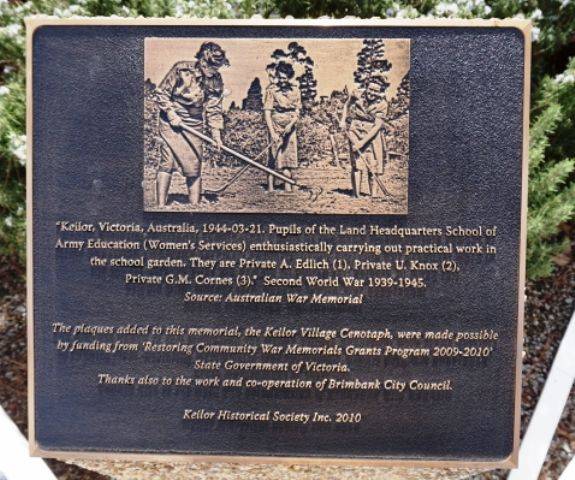 "Keilor, Victoria, Australia, 1944-03-21. Pupils of the Land Headquarters School of
Army Education (Women's Services) enthusiastically carrying out practical work in
the school garden. They are Private A. Edlich (1), Private U. Knox (2),
Private G.M. Cornes (3)." Second World War 1939-1945.
Source: Australian War Memorial
The plaques added to this memorial, the Keilor Village Cenotaph, were made possible
by funding from 'Restoring Community War Memorials Grants Program 2009-2010'
State Government of Victoria.
Thanks also to the work and co-operation of Brimbank City Council.
Keilor Historical Society Inc. 2010